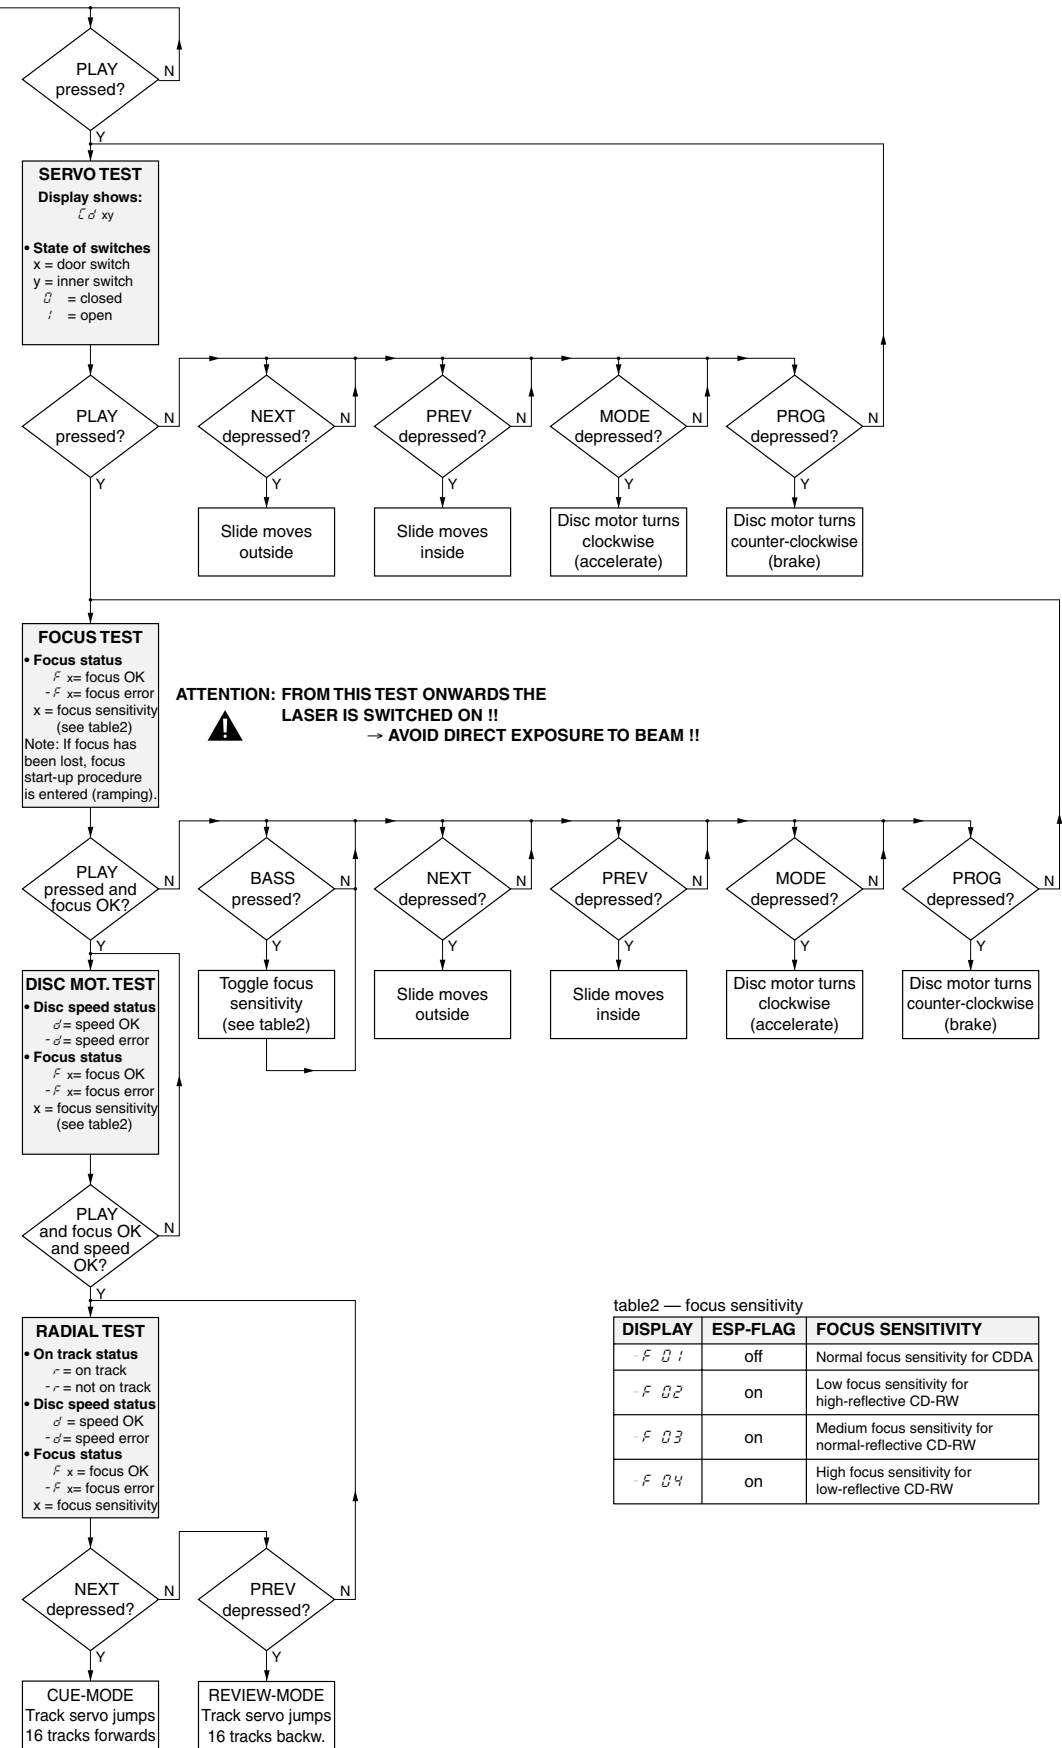 PLAY
pressed?
N
Y
SERVO TEST
Display shows:
Cd xy
• State of switches
x = door switch
y = inner switch
0 = closed
1 = open
PLAY
pressed?
N
Y
NEXT
depressed?
N
Y
PREV
depressed?
N
Y
MODE
depressed?
N
Y
PROG
depressed?
N
Y
Slide moves
outside
Slide moves
inside
Disc motor turns
clockwise
(accelerate)
Disc motor turns
counter-clockwise
(brake)
FOCUS TEST
• Focus status
F x= focus OK
-F x= focus error
x = focus sensitivity
(see table2)
Note: If focus has
been lost, focus
start-up procedure
is entered (ramping).
ATTENTION: FROM THIS TEST ONWARDS THE
LASER IS SWITCHED ON !!
→ AVOID DIRECT EXPOSURE TO BEAM !!
!
PLAY
pressed and
focus OK?
N
Y
BASS
pressed?
N
Y
NEXT
depressed?
N
Y
PREV
depressed?
N
Y
MODE
depressed?
N
Y
PROG
depressed?
N
Y
Toggle focus
sensitivity
(see table2)
Slide moves
outside
Slide moves
inside
Disc motor turns
clockwise
(accelerate)
Disc motor turns
counter-clockwise
(brake)
DISC MOT. TEST
• Disc speed status
d = speed OK
-d = speed error
• Focus status
F x= focus OK
-F x= focus error
x = focus sensitivity
(see table2)
PLAY
and focus OK
and speed
OK?
N
Y
RADIAL TEST
• On track status
r = on track
-r = not on track
• Disc speed status
d = speed OK
-d = speed error
• Focus status
F x = focus OK
-F x= focus error
x = focus sensitivity
NEXT
depressed?
N
Y
PREV
depressed?
N
Y
CUE-MODE
Track servo jumps
16 tracks forwards
REVIEW-MODE
Track servo jumps
16 tracks backw.
table2 — focus sensitivity
DISPLAY ESP-FLAG FOCUS SENSITIVITY
-F 01 off Normal focus sensitivity for CDDA
-F 02 on Low focus sensitivity for
high-reflective CD-RW
-F 03 on Medium focus sensitivity for
normal-reflective CD-RW
-F 04 on High focus sensitivity for
low-reflective CD-RW